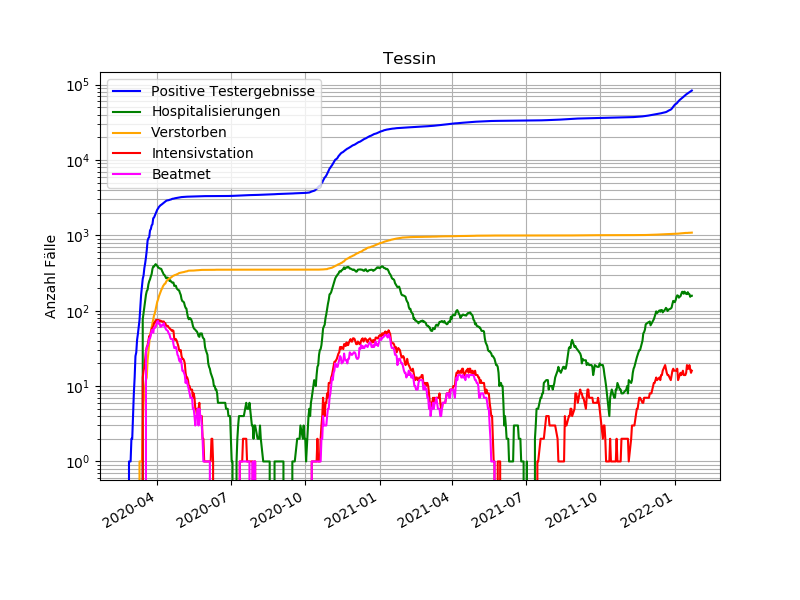 Tessin
Positive Testergebnisse
Hospitalisierungen
Verstorben
Intensivstation
Beatmet
Anzahl Fälle
10^5
10^4
10^3
10^2
10^1
10^0
2020-04
2020-07
2020-10
2021-01
2021-04
2021-07
2021-10
2022-01